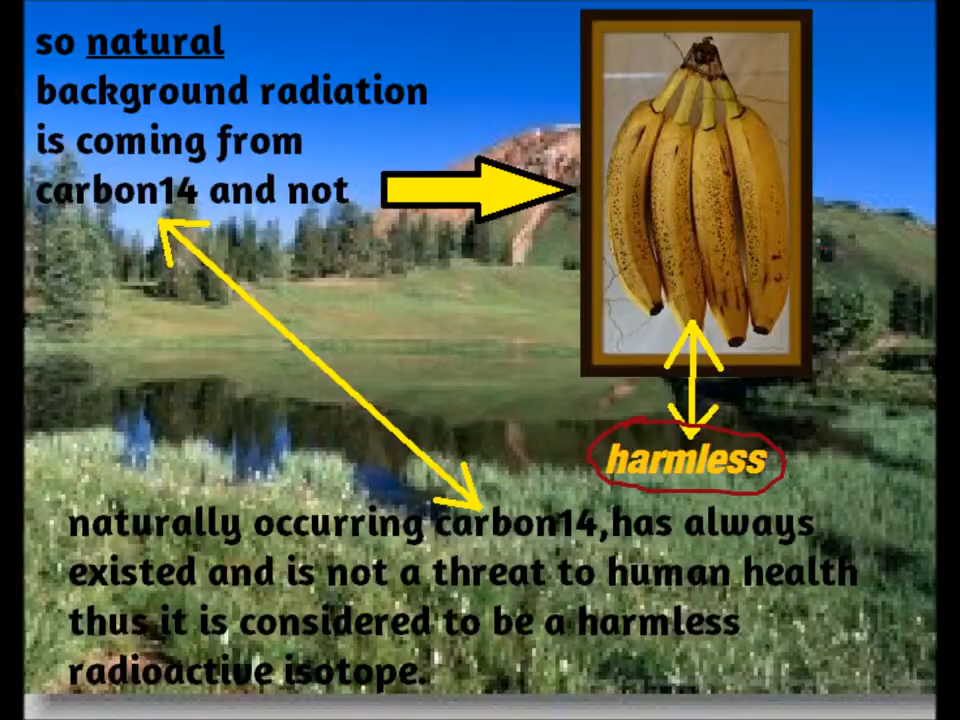 so natural
background radiation
is coming from
carbon14 and not
harmless
naturally occurring carbon14,has always
existed and is not a threat to human health
thus it is considered to be a harmless
radioactive isotope.